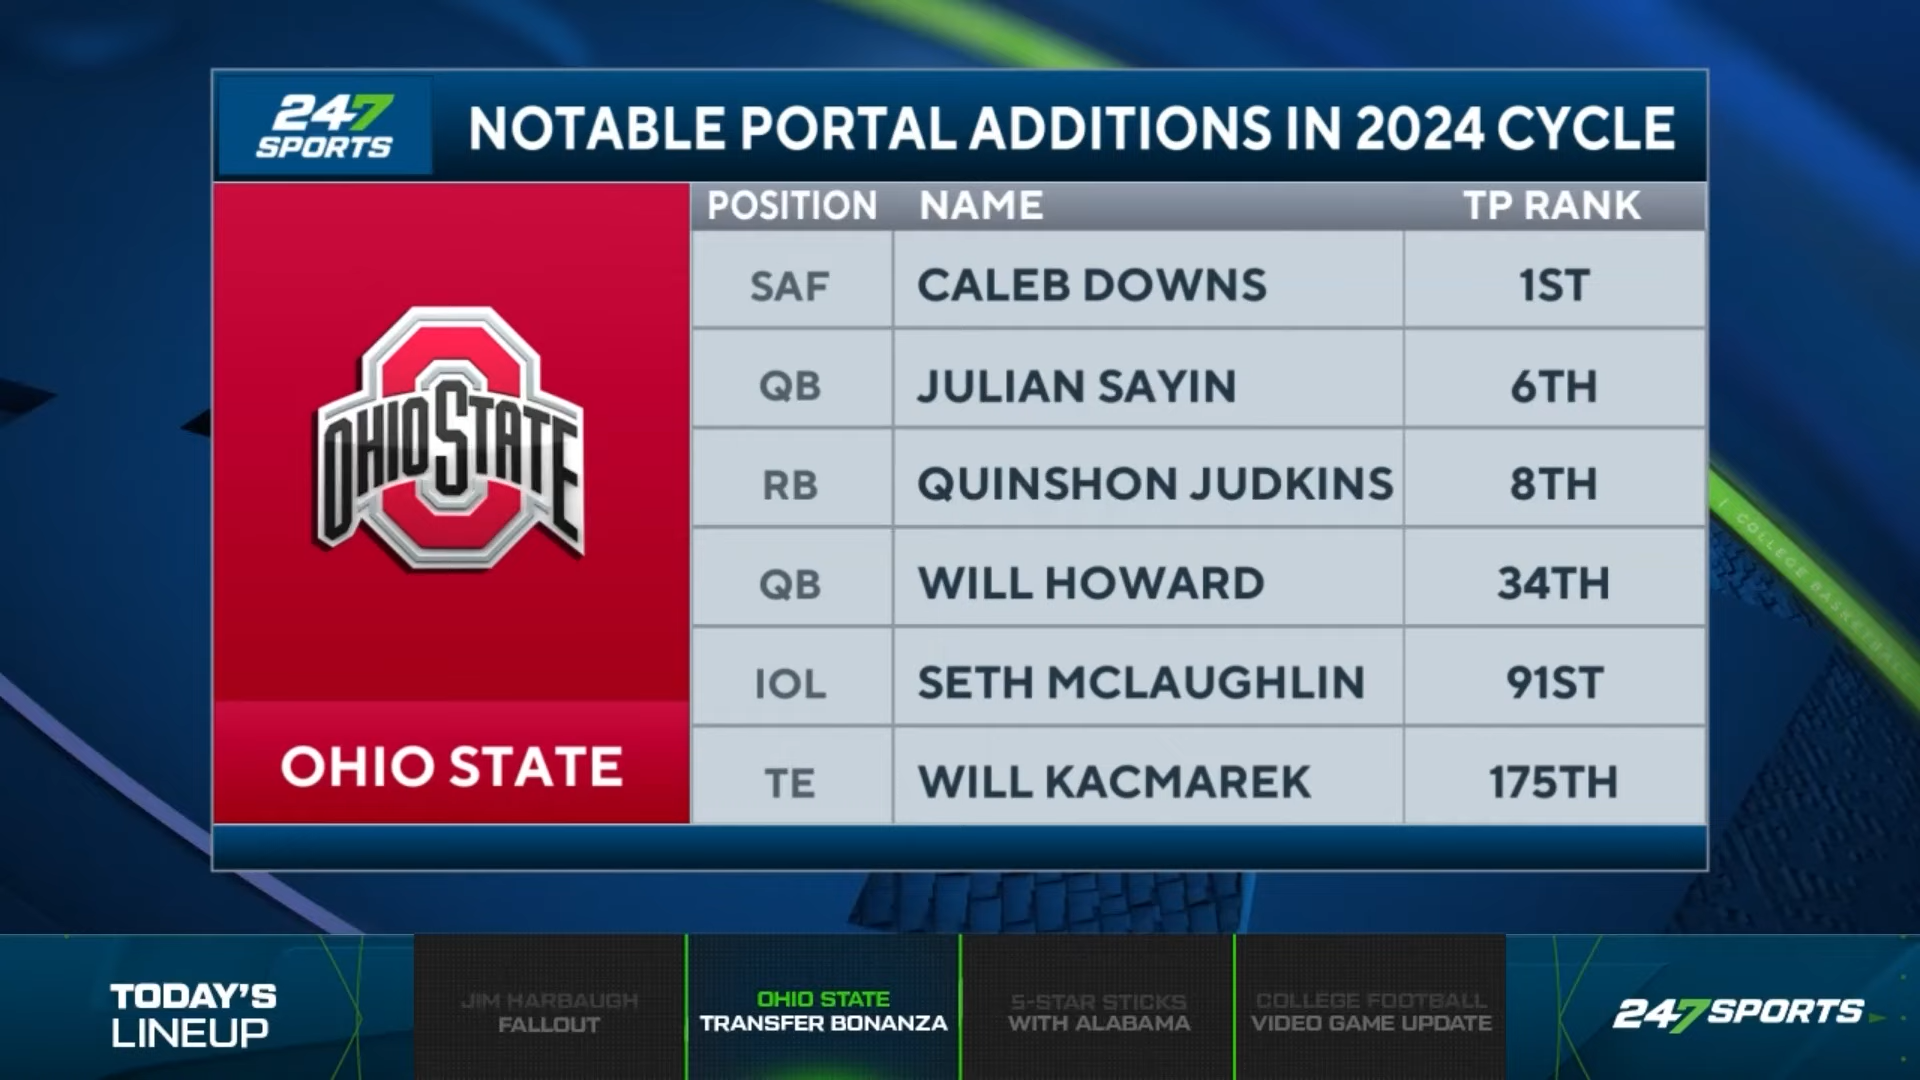 247 SPORTS
NOTABLE PORTAL ADDITIONS IN 2024 CYCLE
OHIO STATE
OHIO STATE
POSITION NAME TP RANK
SAF CALEB DOWNS 1ST
QB JULIAN SAYIN 6TH
RB QUINSHON JUDKINS 8TH
QB WILL HOWARD 34TH
IOL SETH MCLAUGHLIN 91ST
TE WILL KACMAREK 175TH
COLLEGE BASKETBALL
TODAY'S
LINEUP
JIM HARBAUGH
FALLOUT
OHIO STATE
TRANSFER BONANZA
5-STAR STICKS
WITH ALABAMA
COLLEGE FOOTBALL
VIDEO GAME UPDATE
247SPORTS